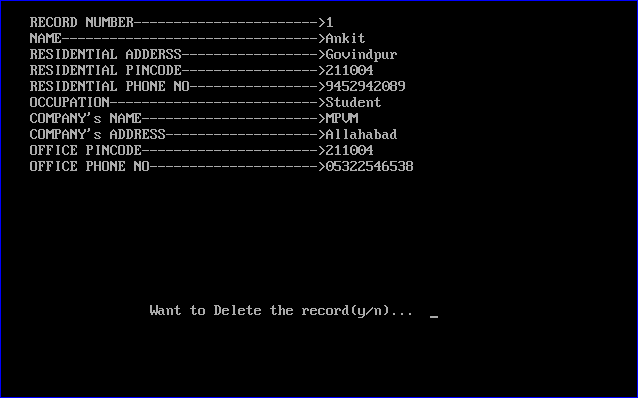 RECORD NUMBER----------------------->1
NAME-------------------------------->Ankit
RESIDENTIAL ADDERSS----------------->Govindpur
RESIDENTIAL PINCODE----------------->211004
RESIDENTIAL PHONE NO---------------->9452942089
OCCUPATION-------------------------->Student
COMPANY's NAME---------------------->MPVM
COMPANY's ADDRESS------------------->Allahabad
OFFICE PINCODE---------------------->211004
OFFICE PHONE NO--------------------->05322546538
Want to Delete the record(y/n)... _